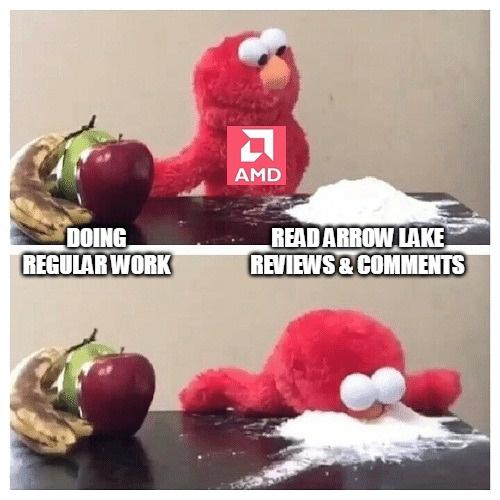 AMD
DOING
REGULAR WORK
READ ARROW LAKE
REVIEWS & COMMENTS